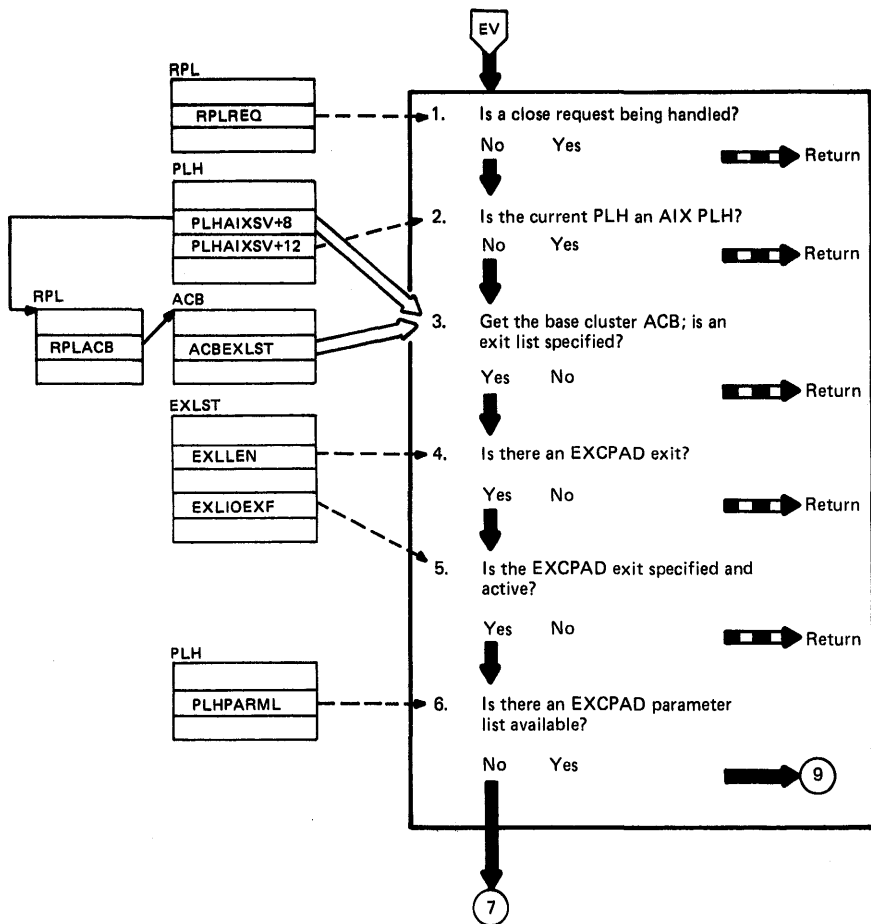 EV
RPL
RPLREQ
1. Is a close request being handled?
No Yes
Return
PLH
PLHAIXSV+8
PLHAIXSV+12
2. Is the current PLH an AIX PLH?
No Yes
Return
RPL
RPLACB
ACB
ACBEXLST
3. Get the base cluster ACB; is an
exit list specified?
Yes No
Return
EXLST
EXLLEN
EXLIOEXF
4. Is there an EXCPAD exit?
Yes No
Return
5. Is the EXCPAD exit specified and
active?
Yes No
Return
PLH
PLHPARML
6. Is there an EXCPAD parameter
list available?
No Yes
9
7